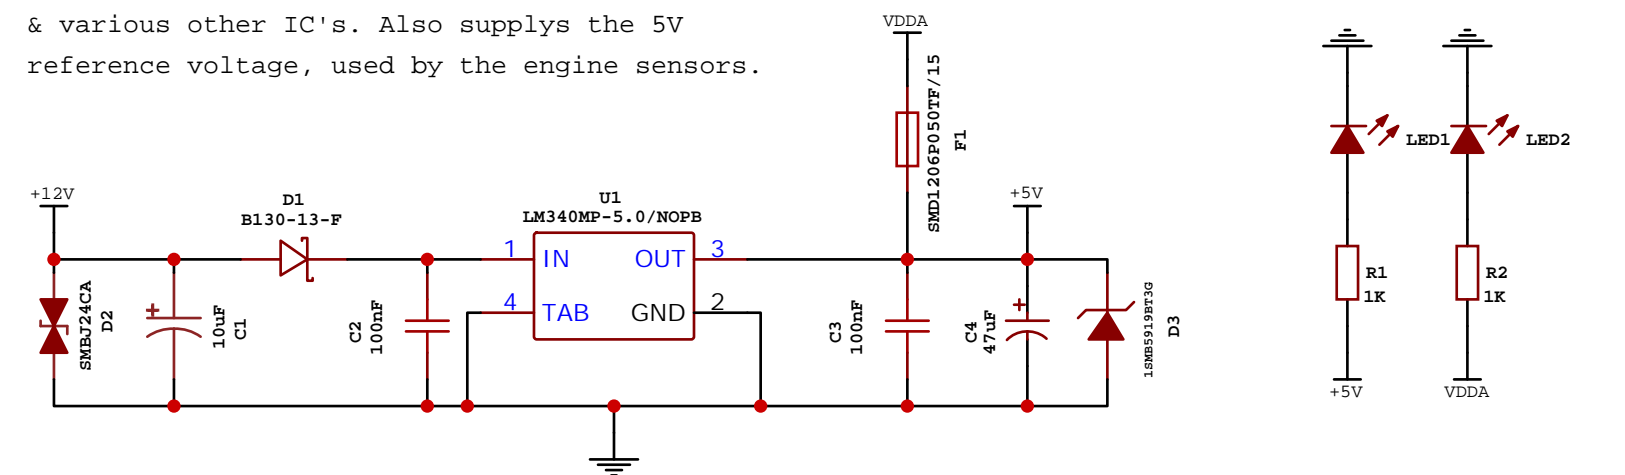 & various other IC's. Also supplys the 5V
reference voltage, used by the engine sensors.
VDDA
SMD1206P050TF/15
F1
+12V
D1
B130-13-F
U1
LM340MP-5.0/NOPB
+5V
1
IN
OUT
3
4
TAB
GND
2
SMBJ24CA
D2
10uF
C1
C2
100nF
C3
100nF
C4
47uF
1SMB5919BT3G
D3
LED1
LED2
R1
1K
R2
1K
+5V
VDDA